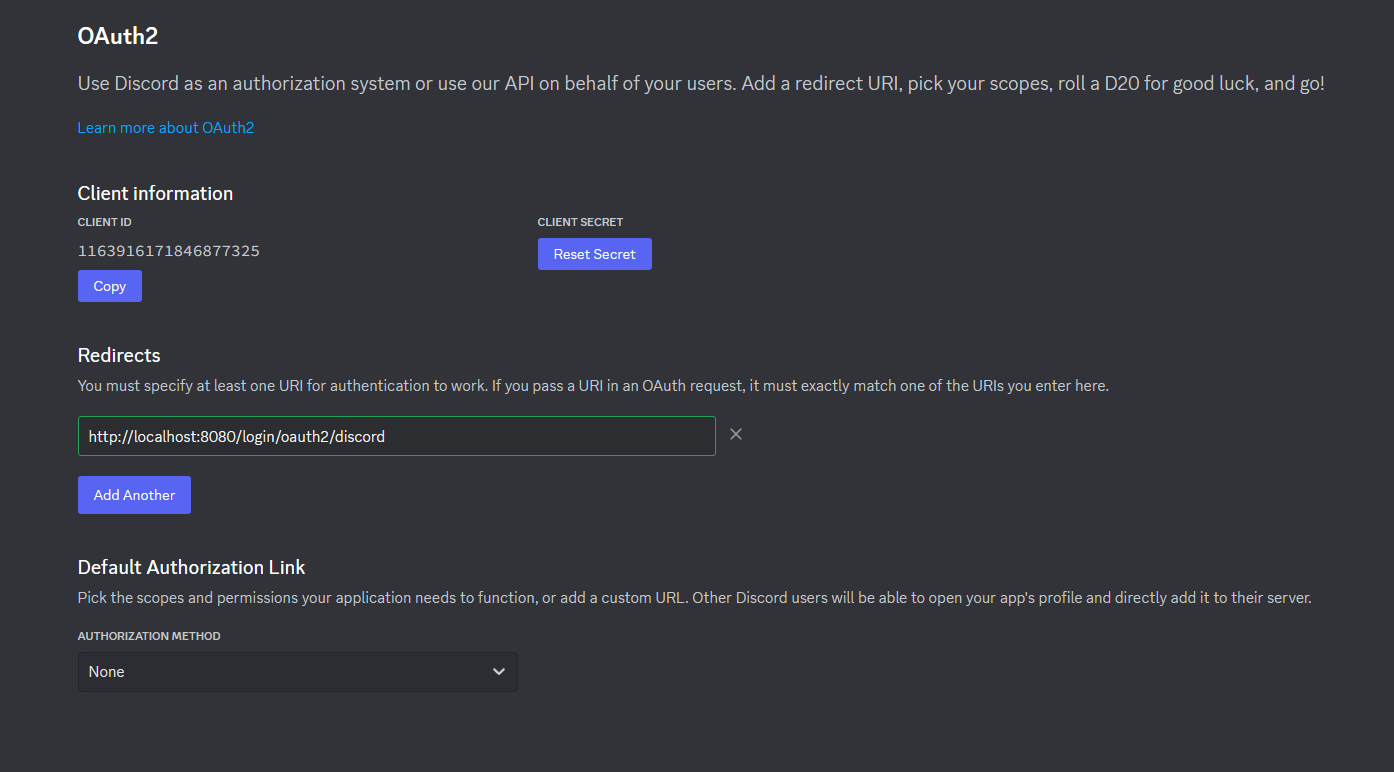 OAuth2
Use Discord as an authorization system or use our API on behalf of your users. Add a redirect URI, pick your scopes, roll a D20 for good luck, and go!
Learn more about OAuth2
Client information
CLIENT ID
1163916171846877325
Copy
CLIENT SECRET
Reset Secret
Redirects
You must specify at least one URI for authentication to work. If you pass a URI in an OAuth request, it must exactly match one of the URIs you enter here.
http://localhost:8080/login/oauth2/discord
Add Another
Default Authorization Link
Pick the scopes and permissions your application needs to function, or add a custom URL. Other Discord users will be able to open your app's profile and directly add it to their server.
AUTHORIZATION METHOD
None